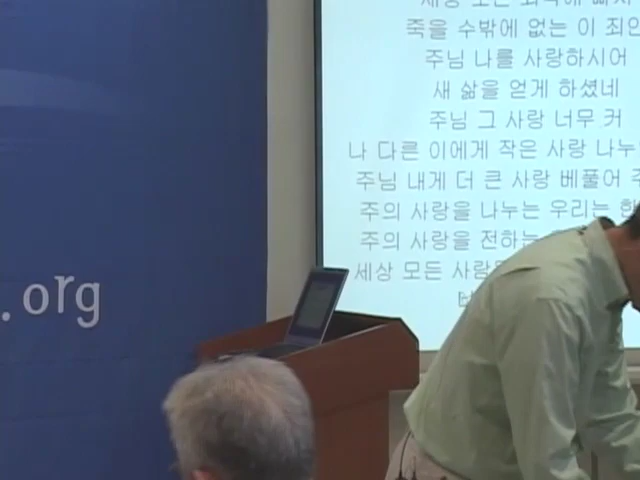 죽을 수밖에 없는 이 죄인
주님 나를 사랑하시어
새 삶을 얻게 하셨네
주님 그 사랑 너무 커
나 다른 이에게 작은 사랑 나누
주님 내게 더 큰 사랑 베풀어 주
주의 사랑을 나누는 우리는 한
주의 사랑을 전하는
세상 모든 사람
.org